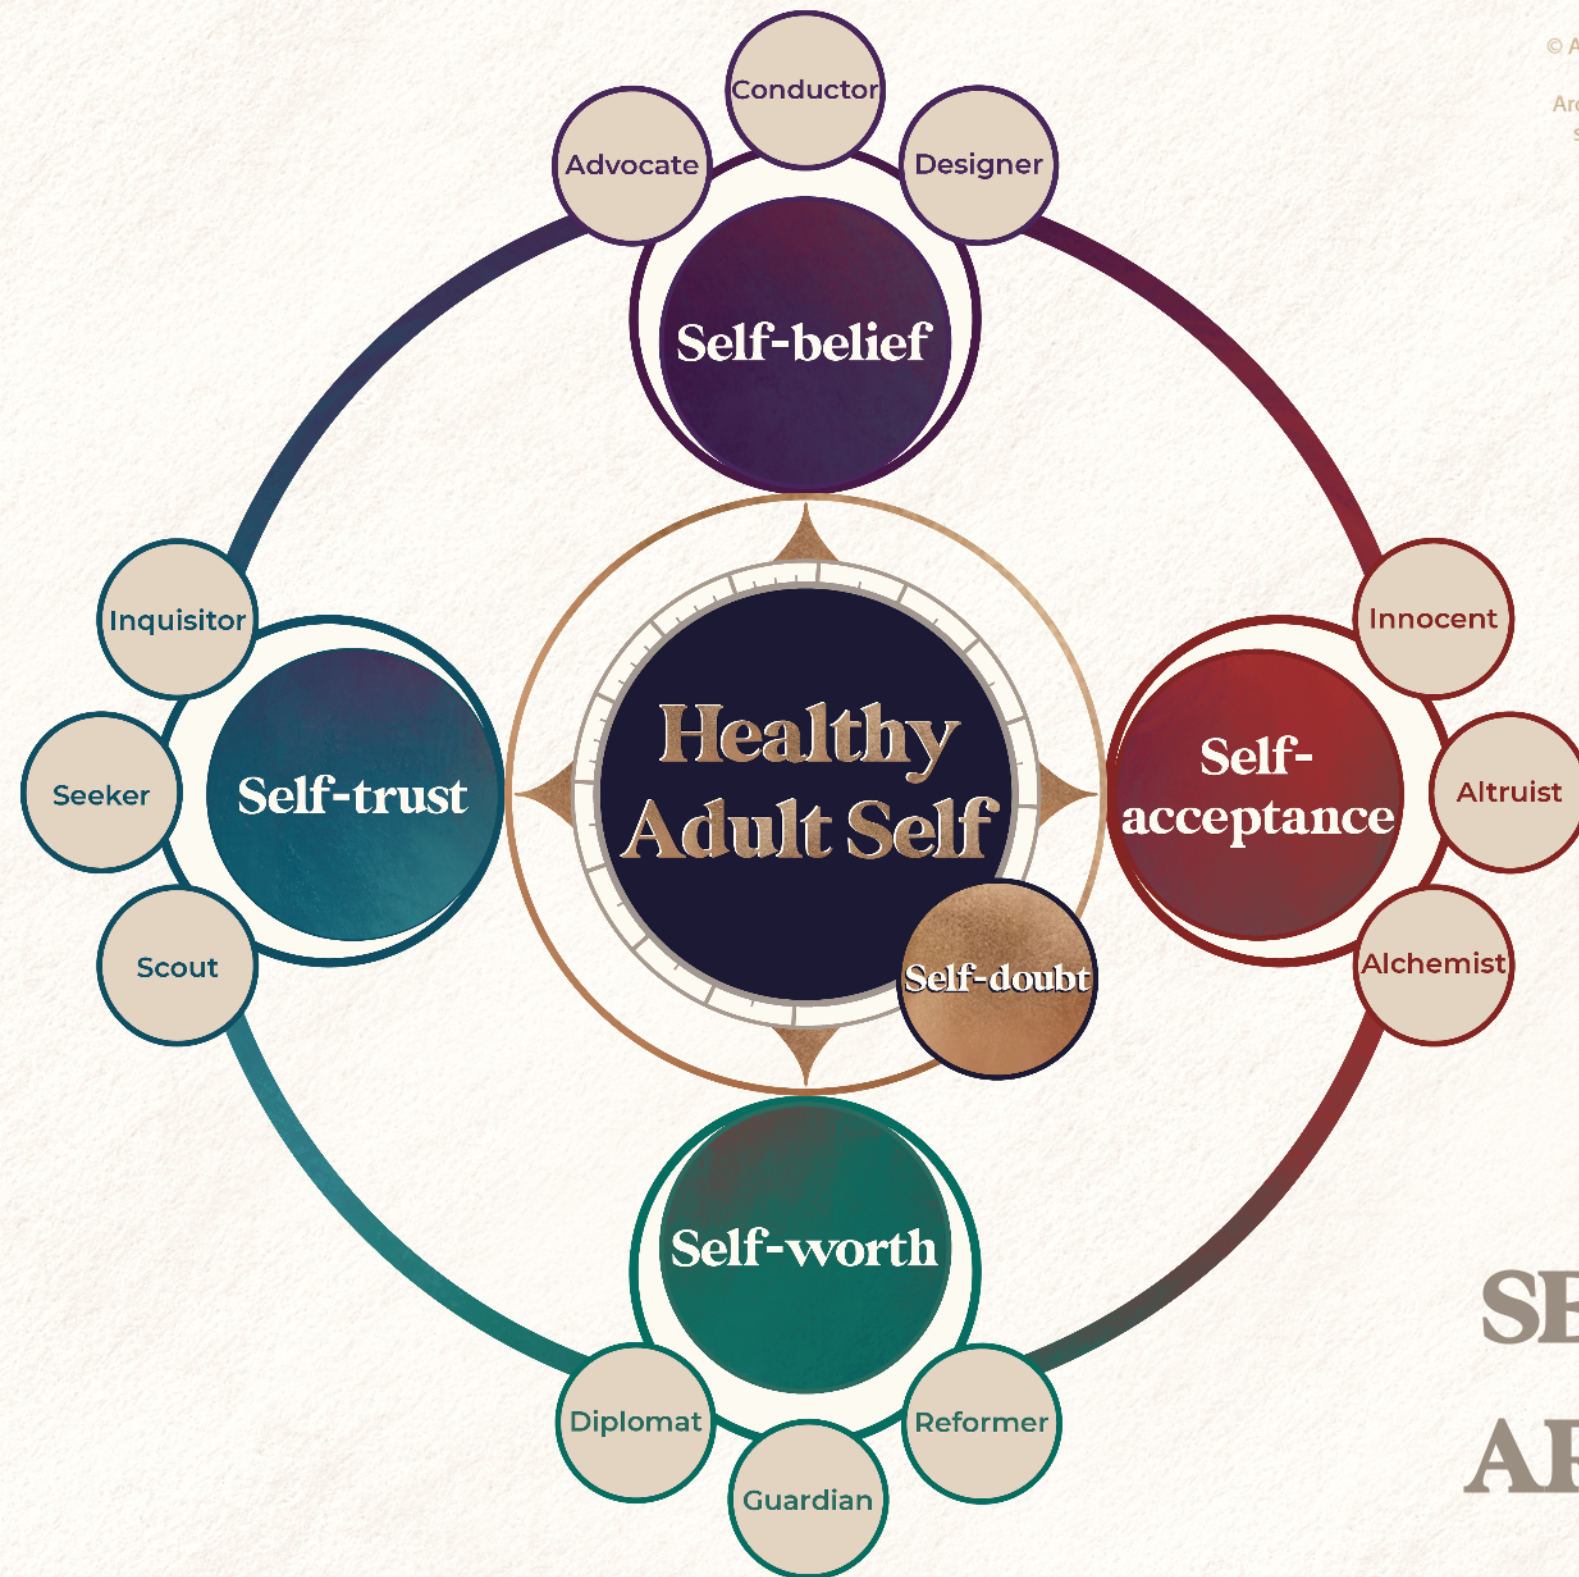 Conductor
Advocate
Designer
Self-belief
Inquisitor
Seeker
Scout
Self-trust
Healthy
Adult Self
Self-doubt
Innocent
Altruist
Alchemist
Self-
acceptance
Self-worth
Diplomat
Guardian
Reformer